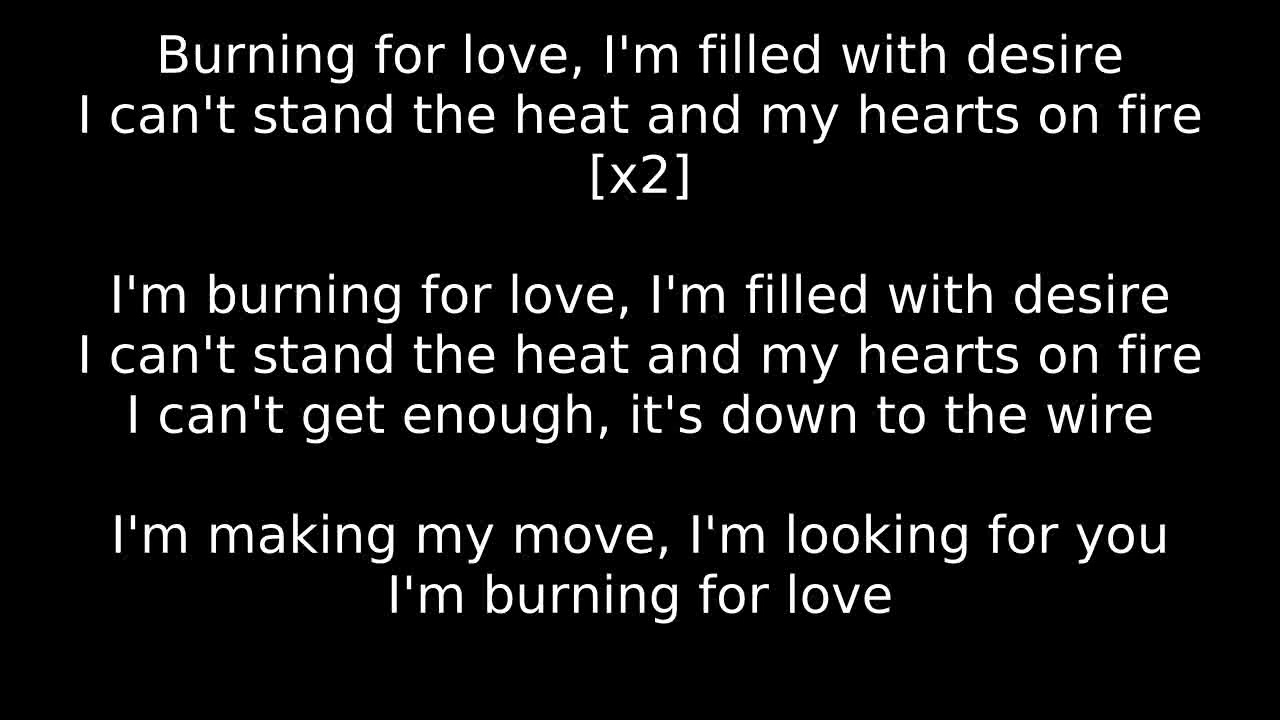 Burning for love, I'm filled with desire
I can't stand the heat and my hearts on fire
[x2]
I'm burning for love, I'm filled with desire
I can't stand the heat and my hearts on fire
I can't get enough, it's down to the wire
I'm making my move, I'm looking for you
I'm burning for love